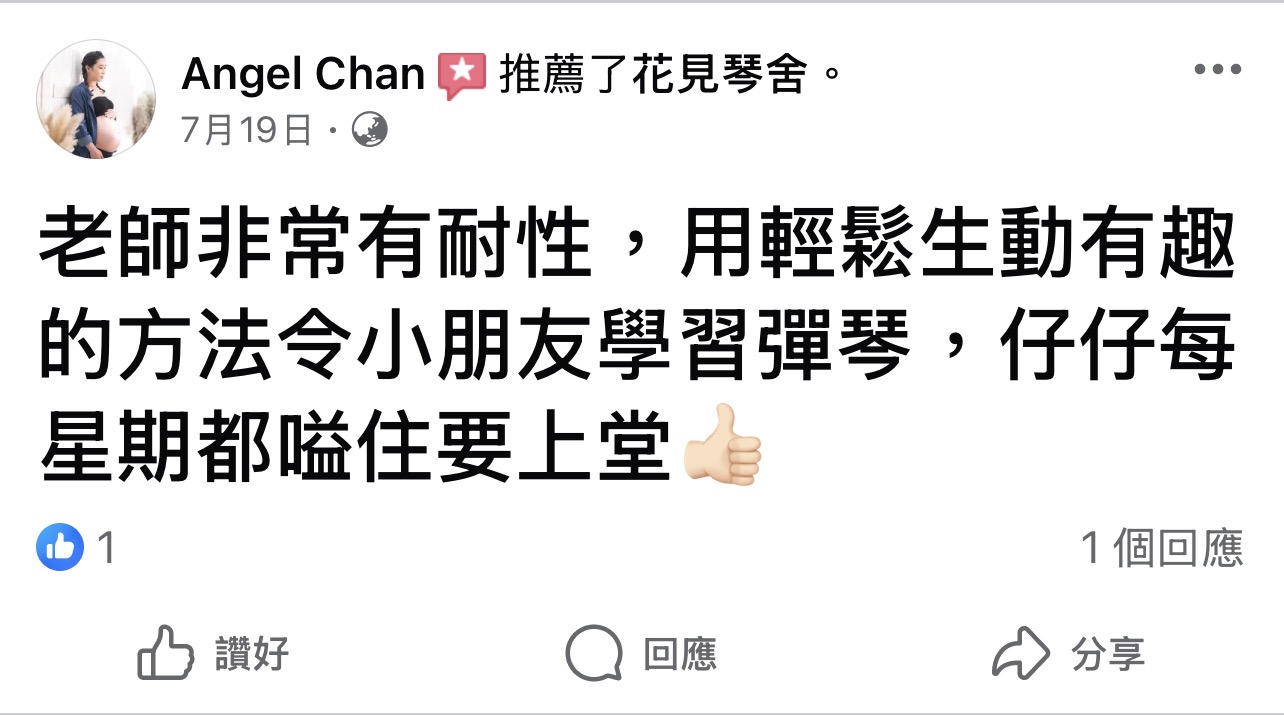 Angel Chan 推薦了花見琴舍。
7月19日 ·
老師非常有耐性，用輕鬆生動有趣
的方法令小朋友學習彈琴，仔仔每
星期都嗌住要上堂👍🏻
1
1 個回應
讚好
回應
分享